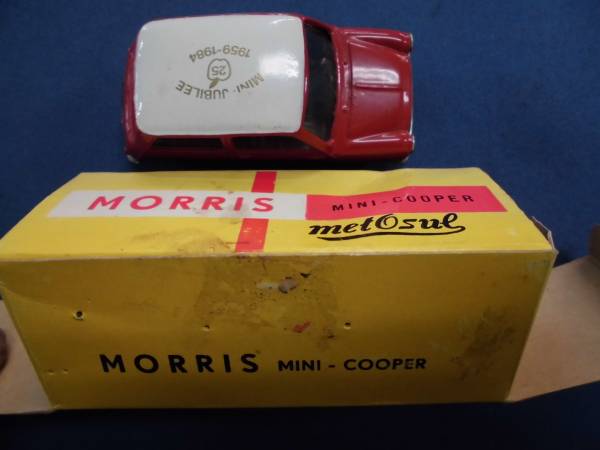 MINI - JUBILEE
25
1959-1984
MORRIS MINI - COOPER
metOsul
MORRIS MINI - COOPER